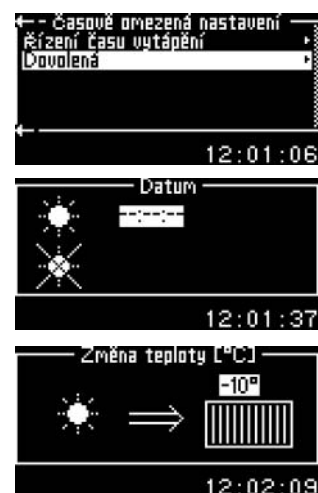 Časově omezená nastavení
Řízení času vytápění
Dovolená
12:01:06
Datum
--:--:--
12:01:37
Změna teploty [°C]
-10°
12:02:09